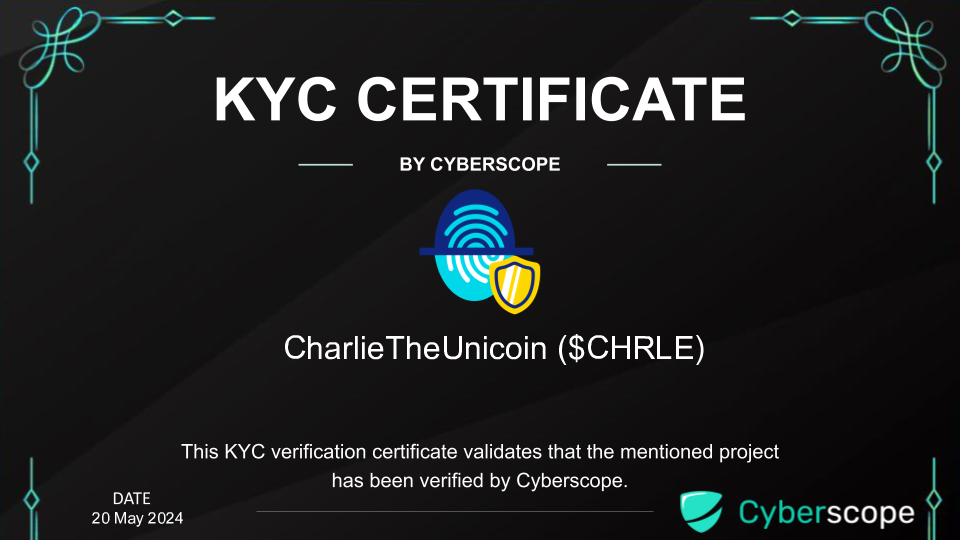 KYC CERTIFICATE
BY CYBERSCOPE
CharlieTheUnicoin ($CHRLE)
This KYC verification certificate validates that the mentioned project
has been verified by Cyberscope.
DATE
20 May 2024
Cyberscope